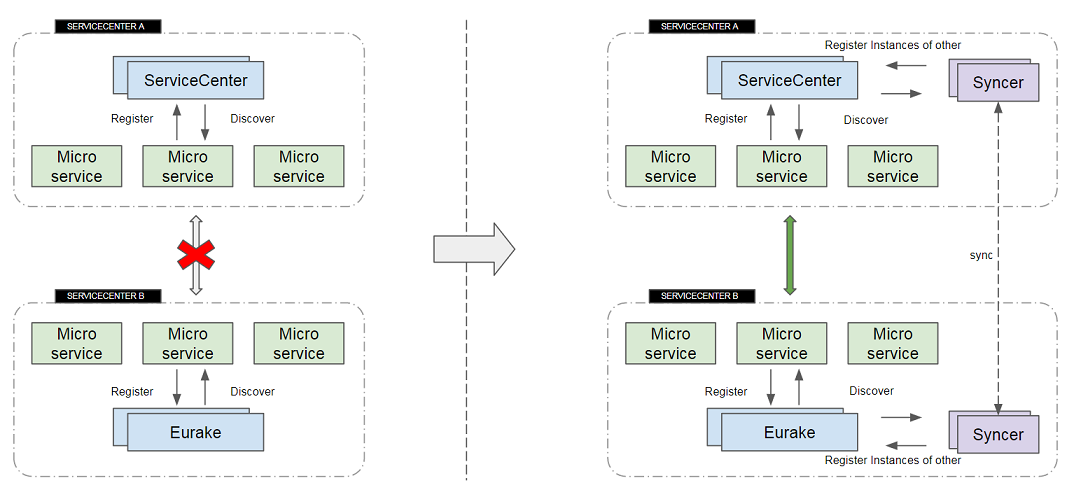 SERVICECENTER A
ServiceCenter
Register
Discover
Micro
service
Micro
service
Micro
service
SERVICECENTER B
Micro
service
Micro
service
Micro
service
Register
Discover
Eurake
SERVICECENTER A
Register Instances of other
ServiceCenter
Syncer
Register
Discover
Micro
service
Micro
service
Micro
service
sync
SERVICECENTER B
Micro
service
Micro
service
Micro
service
Register
Discover
Eurake
Syncer
Register Instances of other